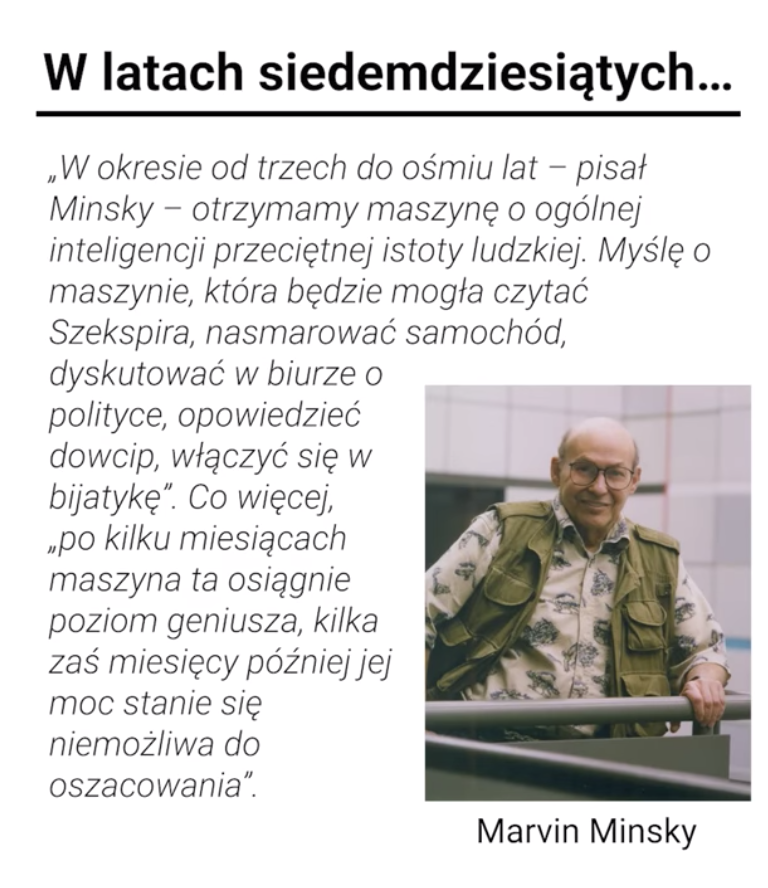 W latach siedemdziesiątych...
„W okresie od trzech do ośmiu lat – pisał
Minsky – otrzymamy maszynę o ogólnej
inteligencji przeciętnej istoty ludzkiej. Myślę o
maszynie, która będzie mogła czytać
Szekspira, nasmarować samochód,
dyskutować w biurze o
polityce, opowiedzieć
dowcip, włączyć się w
bijatykę”. Co więcej,
„po kilku miesiącach
maszyna ta osiągnie
poziom geniusza, kilka
zaś miesięcy później jej
moc stanie się
niemożliwa do
oszacowania”.
Marvin Minsky